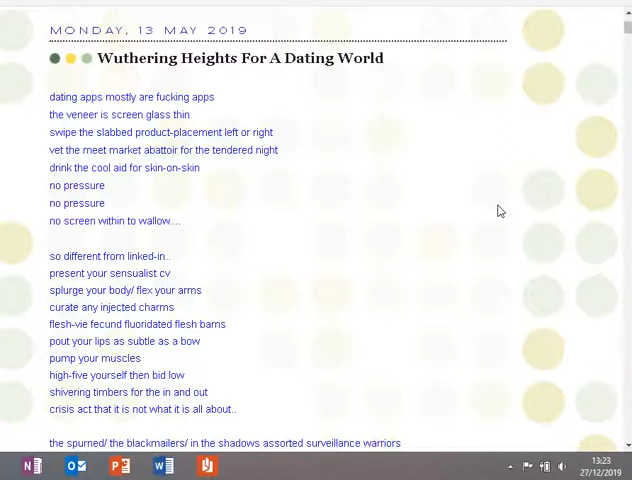 MONDAY, 13 MAY 2019
Wuthering Heights For A Dating World
dating apps mostly are fucking apps
the veneer is screen glass thin
swipe the slabbed product-placement left or right
vet the meet market abattoir for the tendered night
drink the cool aid for skin-on-skin
no pressure
no pressure
no screen within to wallow....
so different from linked-in..
present your sensualist cv
splurge your body/ flex your arms
curate any injected charms
flesh-vie fecund fluoridated flesh barns
pout your lips as subtle as a bow
pump your muscles
high-five yourself then bid low
shivering timbers for the in and out
crisis act that it is not what it is all about..
the spurned/ the blackmailers/ in the shadows assorted surveillance warriors
13:23
27/12/2019